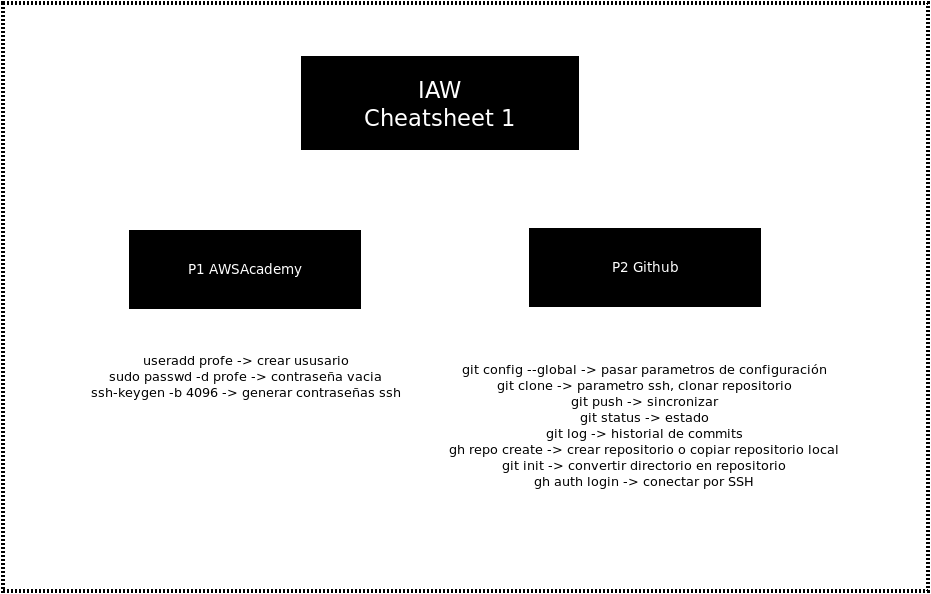 IAW
Cheatsheet 1
P1 AWSAcademy
useradd profe -> crear ususario
sudo passwd -d profe -> contraseña vacia
ssh-keygen -b 4096 -> generar contraseñas ssh
P2 Github
git config --global -> pasar parametros de configuración
git clone -> parametro ssh, clonar repositorio
git push -> sincronizar
git status -> estado
git log -> historial de commits
gh repo create -> crear repositorio o copiar repositorio local
git init -> convertir directorio en repositorio
gh auth login -> conectar por SSH